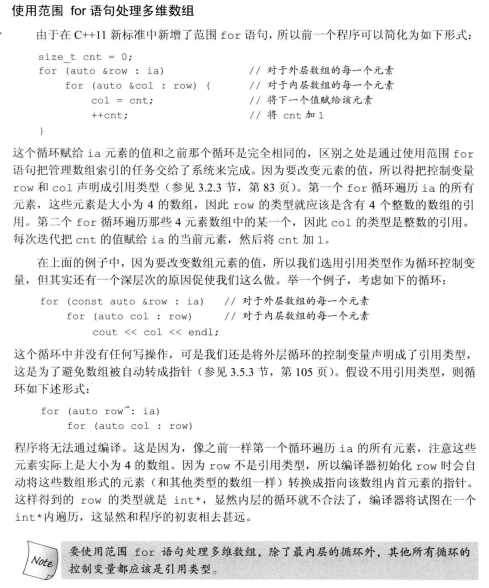 使用范围 for 语句处理多维数组
由于在 C++11 新标准中新增了范围 for 语句,所以前一个程序可以简化为如下形式:
size_t cnt = 0;
for (auto &row : ia) // 对于外层数组的每一个元素
for (auto &col : row) { // 对于内层数组的每一个元素
col = cnt; // 将下一个值赋给该元素
++cnt; // 将 cnt 加 1
}
这个循环赋给 ia 元素的值和之前那个循环是完全相同的,区别之处是通过使用范围 for
语句把管理数组索引的任务交给了系统来完成。因为要改变元素的值,所以得把控制变量
row 和 col 声明成引用类型(参见 3.2.3 节,第 83 页)。第一个 for 循环遍历 ia 的所有
元素,这些元素是大小为 4 的数组,因此 row 的类型就应该是含有 4 个整数的数组的引
用。第二个 for 循环遍历那些 4 元素数组中的某一个,因此 col 的类型是整数的引用。
每次迭代把 cnt 的值赋给 ia 的当前元素,然后将 cnt 加 1。
在上面的例子中,因为要改变数组元素的值,所以我们选用引用类型作为循环控制变
量,但其实还有一个深层次的原因促使我们这么做。举一个例子,考虑如下的循环:
for (const auto &row : ia) // 对于外层数组的每一个元素
for (auto col : row) // 对于内层数组的每一个元素
cout << col << endl;
这个循环中并没有任何写操作,可是我们还是将外层循环的控制变量声明成了引用类型,
这是为了避免数组被自动转成指针(参见 3.5.3 节,第 105 页)。假设不用引用类型,则循
环如下述形式:
for (auto row : ia)
for (auto col : row)
程序将无法通过编译。这是因为,像之前一样第一个循环遍历 ia 的所有元素,注意这些
元素实际上是大小为 4 的数组。因为 row 不是引用类型,所以编译器初始化 row 时会自
动将这些数组形式的元素(和其他类型的数组一样)转换成指向该数组内首元素的指针。
这样得到的 row 的类型就是 int*,显然内层的循环就不合法了,编译器将试图在一个
int*内遍历,这显然和程序的初衷相去甚远。
Note
要使用范围 for 语句处理多维数组,除了最内层的循环外,其他所有循环的
控制变量都应该是引用类型。